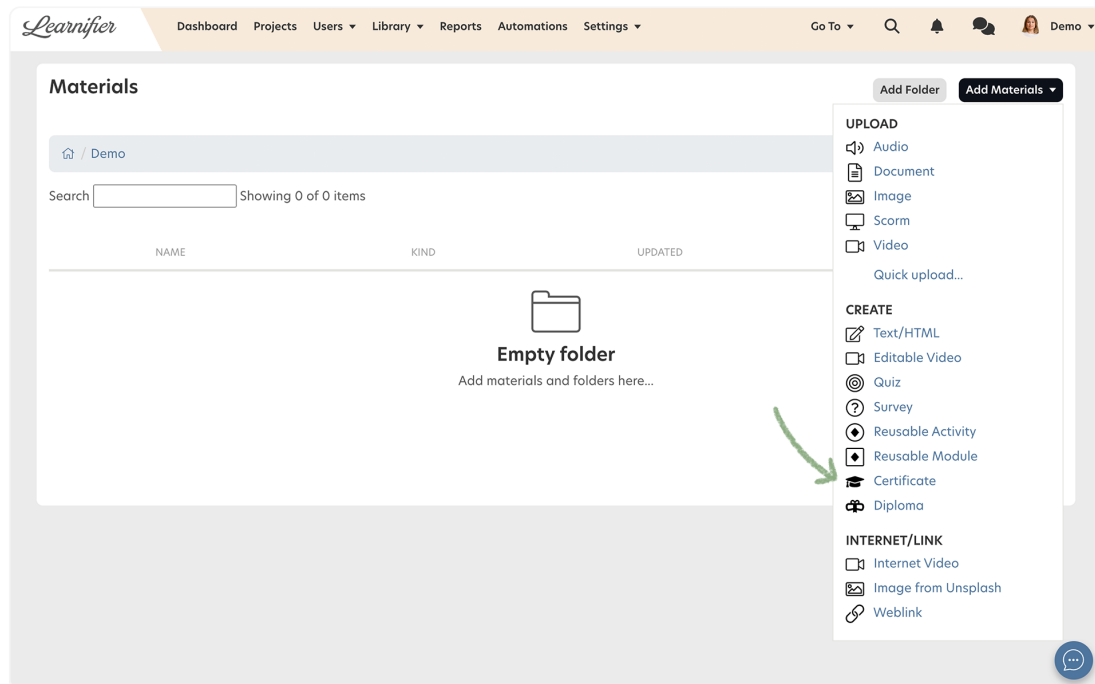 Learnifier Dashboard Projects Users Library Reports Automations Settings Go To Demo
Materials
Add Folder Add Materials
/ Demo
Search Showing 0 of 0 items
NAME KIND UPDATED
Empty folder
Add materials and folders here...
UPLOAD
Audio
Document
Image
Scorm
Video
Quick upload...
CREATE
Text/HTML
Editable Video
Quiz
Survey
Reusable Activity
Reusable Module
Certificate
Diploma
INTERNET/LINK
Internet Video
Image from Unsplash
Weblink